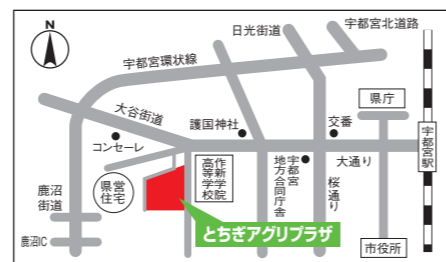 N
日光街道
宇都宮北道路
宇都宮環状線
大谷街道
護国神社
交番
県庁
コンセーレ
宇都宮駅
大通り
鹿沼街道
県営住宅
作新学院高等学校
宇都宮地方合同庁舎
桜通り
とちぎアグリプラザ
鹿沼IC
市役所